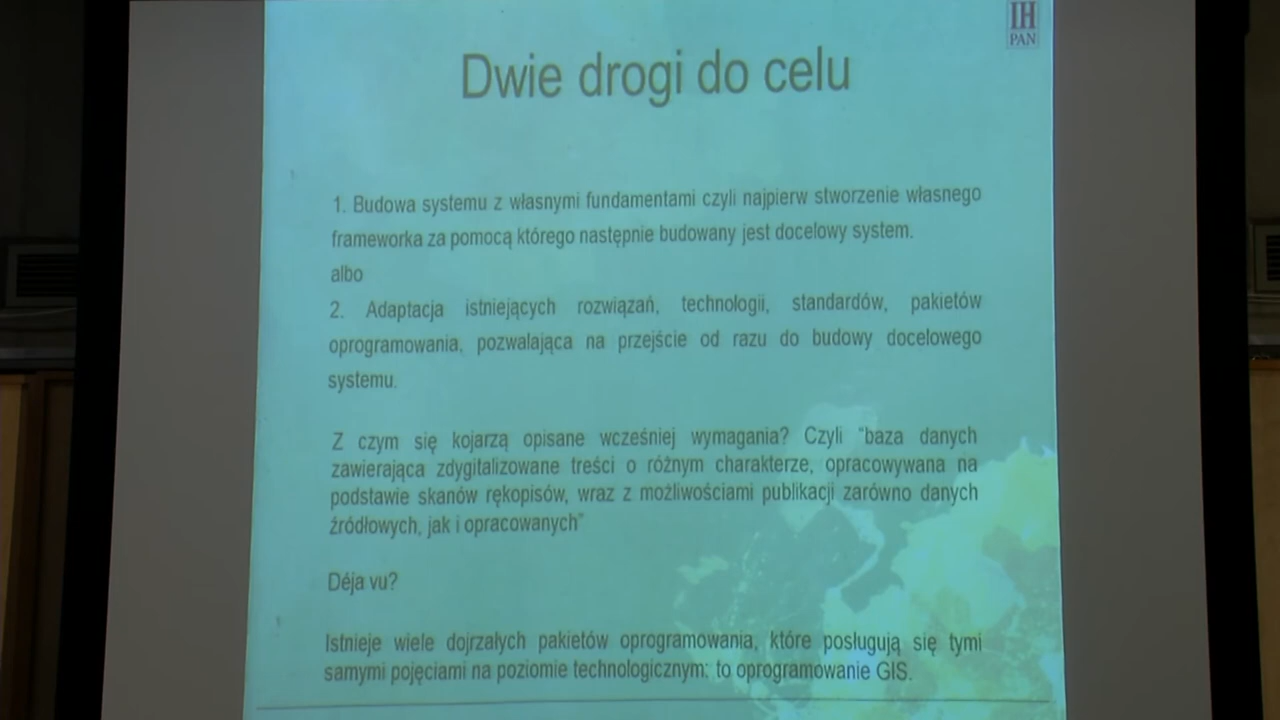 IH
PAN
Dwie drogi do celu
1. Budowa systemu z własnymi fundamentami czyli najpierw stworzenie własnego
frameworka za pomocą którego następnie budowany jest docelowy system.
albo
2. Adaptacja istniejących rozwiązań, technologii, standardów, pakietów
oprogramowania, pozwalająca na przejście od razu do budowy docelowego
systemu.
Z czym się kojarzą opisane wcześniej wymagania? Czyli "baza danych
zawierająca zdygitalizowane treści o różnym charakterze, opracowywana na
podstawie skanów rękopisów, wraz z możliwościami publikacji zarówno danych
źródłowych, jak i opracowanych"
Déja vu?
Istnieje wiele dojrzałych pakietów oprogramowania, które posługują się tymi
samymi pojęciami na poziomie technologicznym: to oprogramowanie GIS.